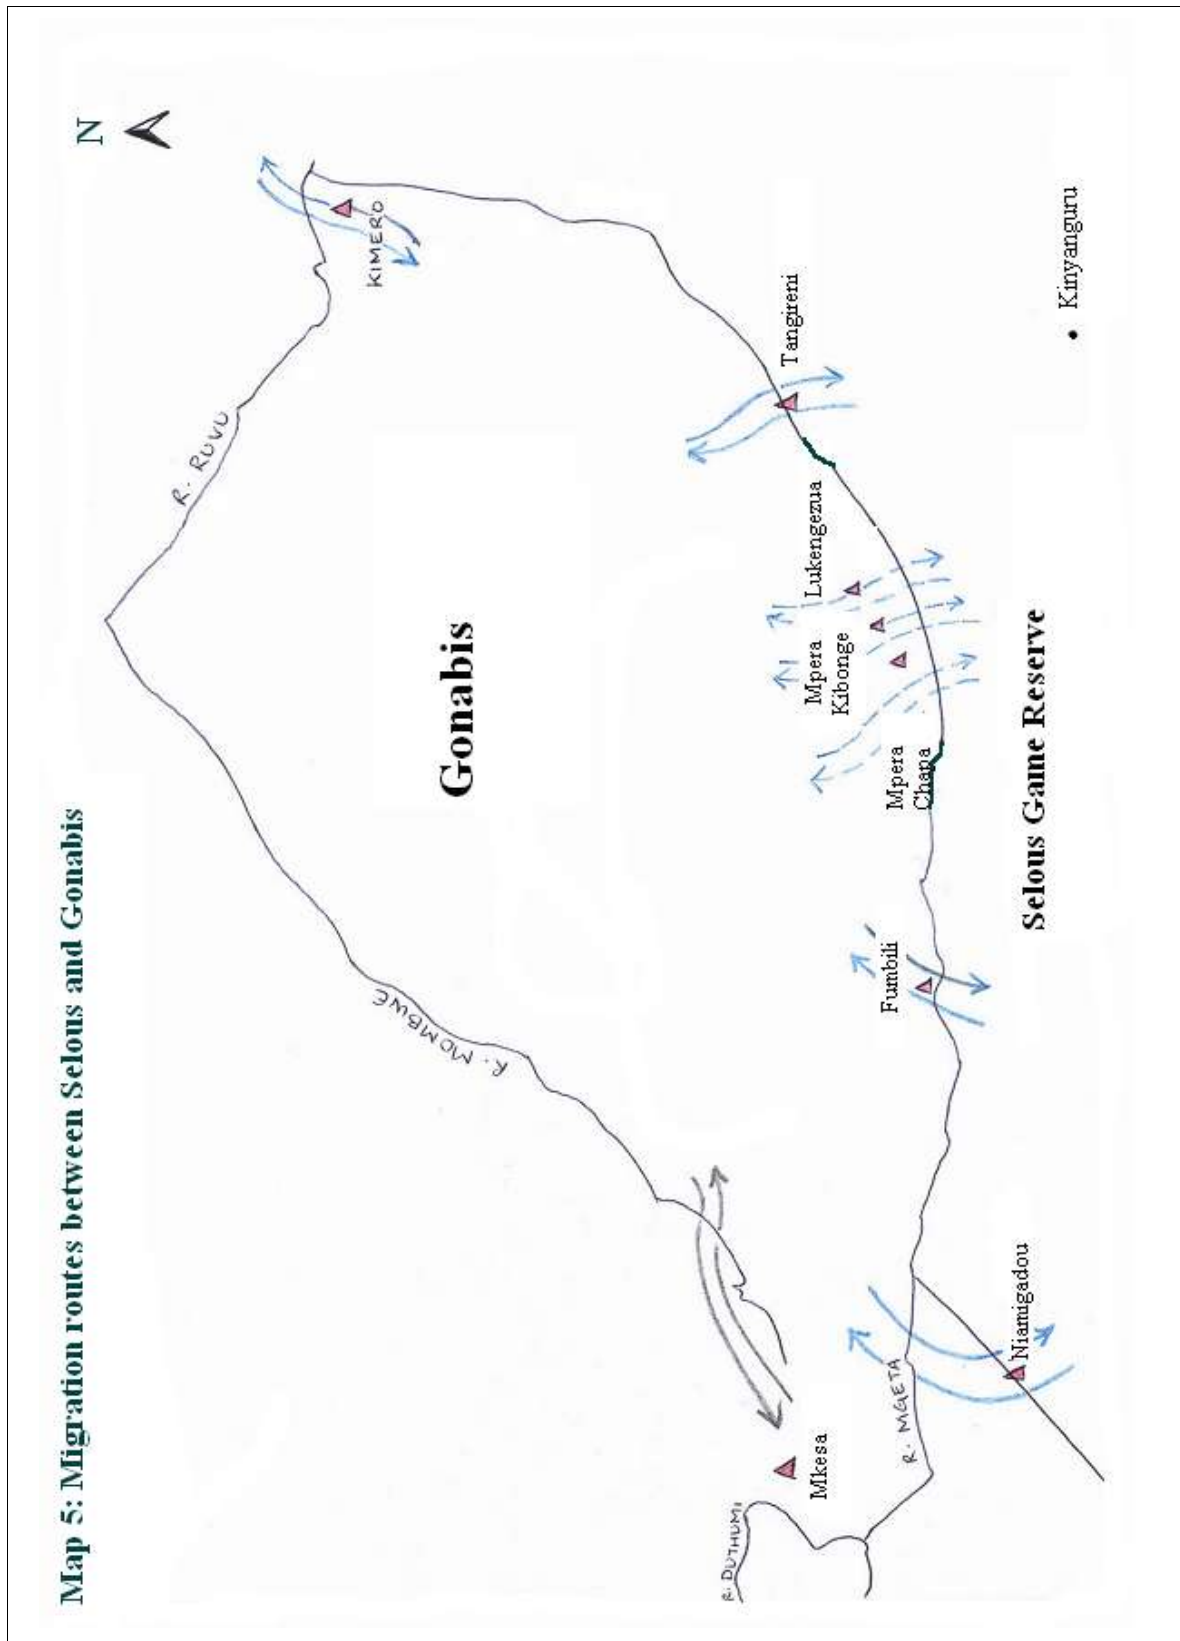 Map 5: Migration routes between Selous and Gonabis
N
R. RUVU
KIMERO
R. MOMBWE
Gonabis
Tangireni
Lukengezua
Mpera
Kibonge
Mpera
Chapa
Fumbili
Kinyanguru
Selous Game Reserve
R. DUTHUMI
Mkesa
R. MGETA
Niamigadou